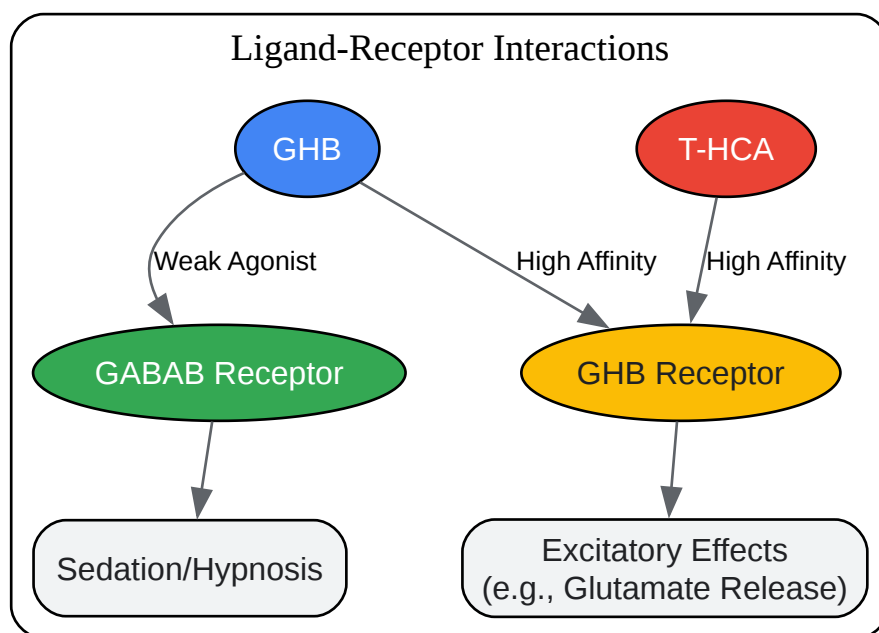 Ligand-Receptor Interactions
GHB
T-HCA
Weak Agonist
High Affinity
High Affinity
GABAB Receptor
GHB Receptor
Sedation/Hypnosis
Excitatory Effects
(e.g., Glutamate Release)